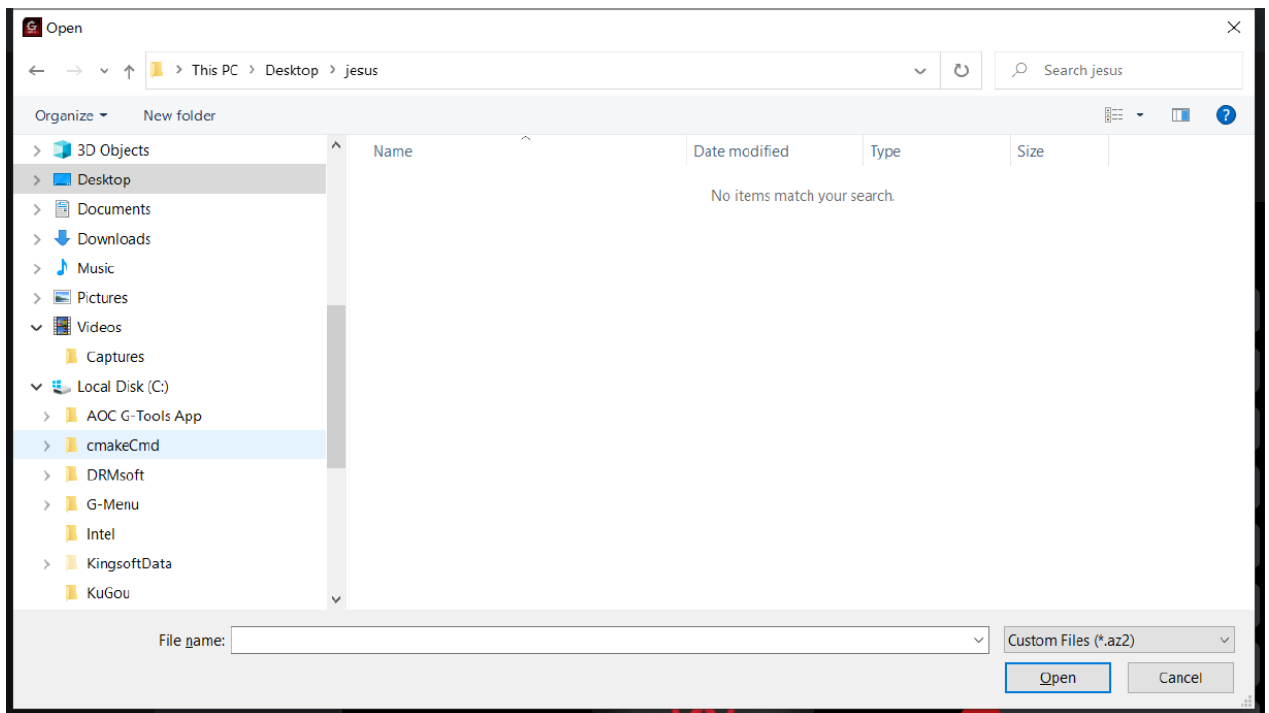 Open
This PC > Desktop > jesus
Search jesus
Organize
New folder
3D Objects
Desktop
Documents
Downloads
Music
Pictures
Videos
Captures
Local Disk (C:)
AOC G-Tools App
cmakeCmd
DRMsoft
G-Menu
Intel
KingsoftData
KuGou
Name
Date modified
Type
Size
No items match your search.
File name:
Custom Files (*.az2)
Open
Cancel